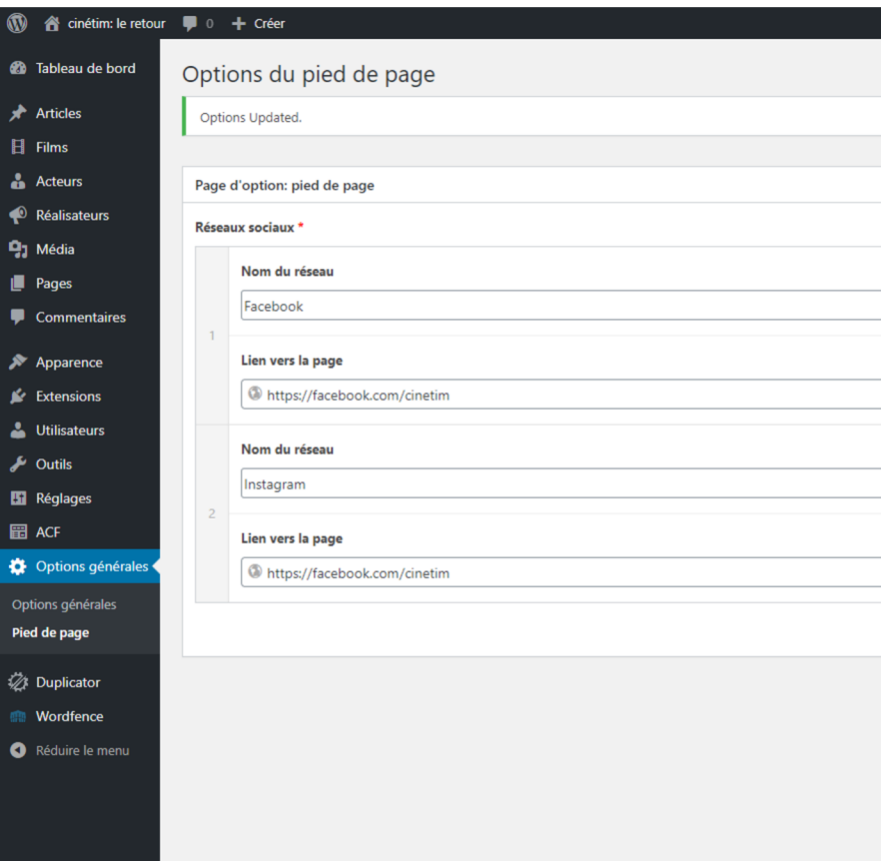 cinétim: le retour 0 Créer
Tableau de bord
Articles
Films
Acteurs
Réalisateurs
Média
Pages
Commentaires
Apparence
Extensions
Utilisateurs
Outils
Réglages
ACF
Options générales
Options générales
Pied de page
Duplicator
Wordfence
Réduire le menu
Options du pied de page
Options Updated.
Page d'option: pied de page
Réseaux sociaux *
1
Nom du réseau
Facebook
Lien vers la page
https://facebook.com/cinetim
2
Nom du réseau
Instagram
Lien vers la page
https://facebook.com/cinetim